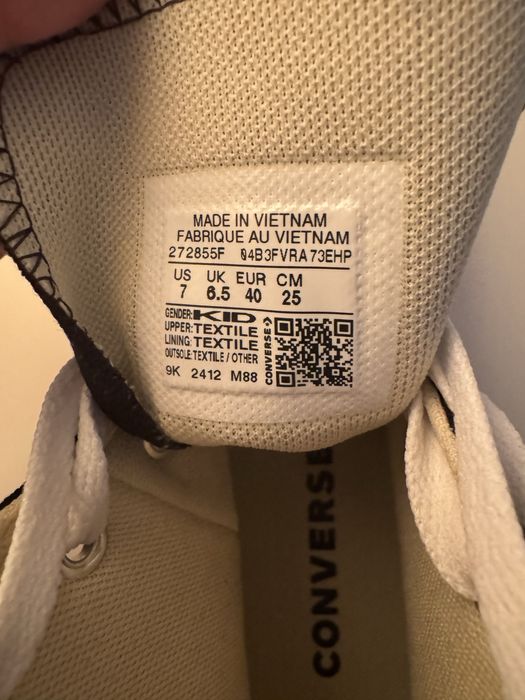 MADE IN VIETNAM
FABRIQUE AU VIETNAM
272855F 04B3FVRA73EHP
US UK EUR CM
7 6.5 40 25
GENDER: KID
UPPER: TEXTILE
LINING: TEXTILE
OUTSOLE: TEXTILE / OTHER
9K 2412 M88
CONVERSE
CONVERSE